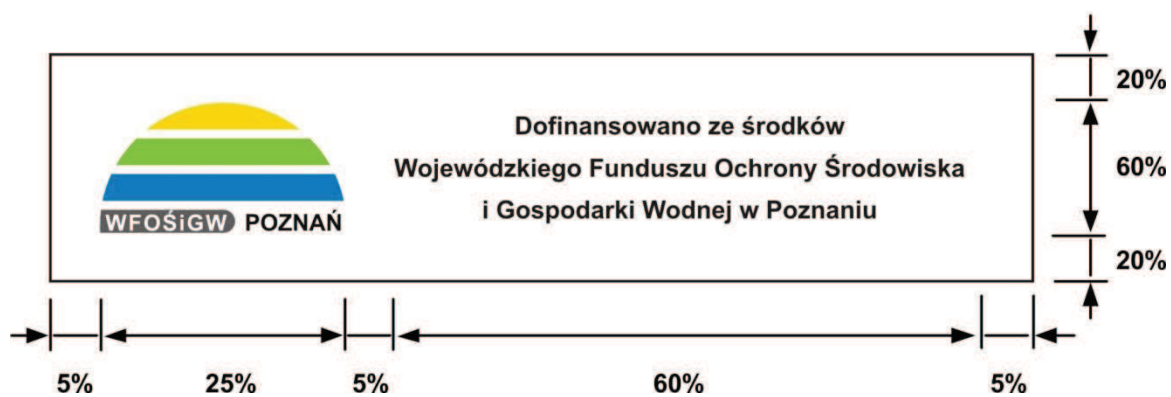 Dofinansowano ze środków
Wojewódzkiego Funduszu Ochrony Środowiska
i Gospodarki Wodnej w Poznaniu
WFOŚiGW POZNAŃ
20%
60%
20%
5% 25% 5% 60% 5%